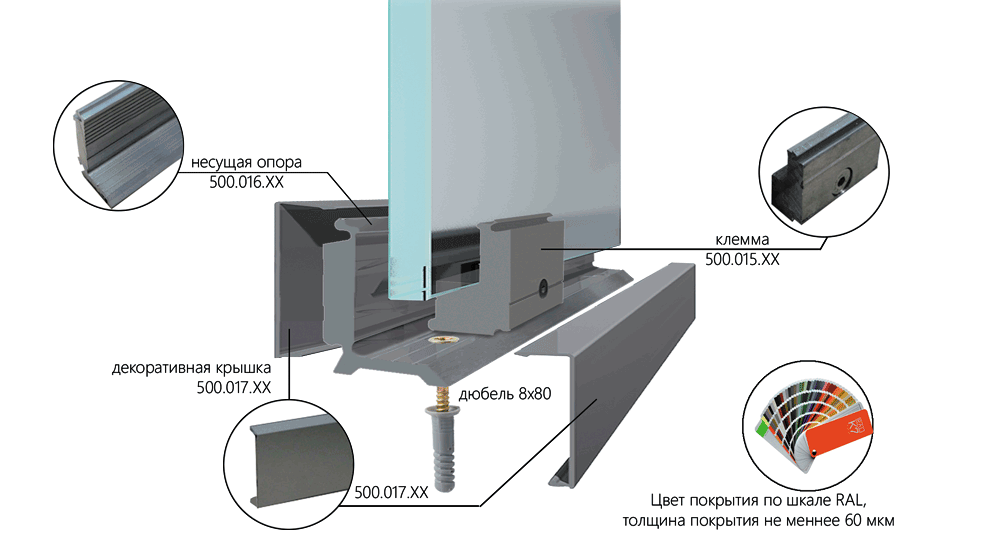 несущая опора
500.016.XX
клемма
500.015.XX
декоративная крышка
500.017.XX
дюбель 8x80
500.017.XX
Цвет покрытия по шкале RAL,
толщина покрытия не меннее 60 мкм